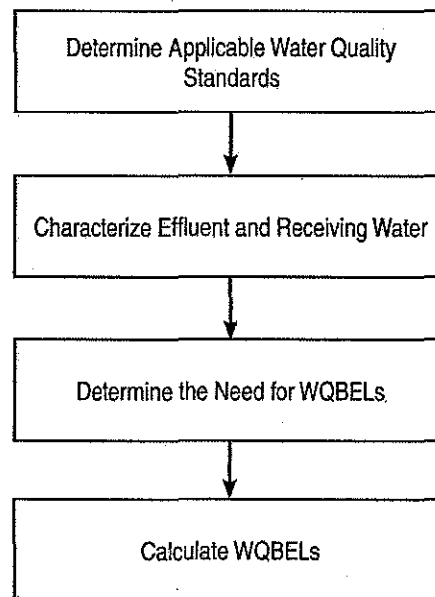 Determine Applicable Water Quality
Standards
Characterize Effluent and Receiving Water
Determine the Need for WQBELs
Calculate WQBELs